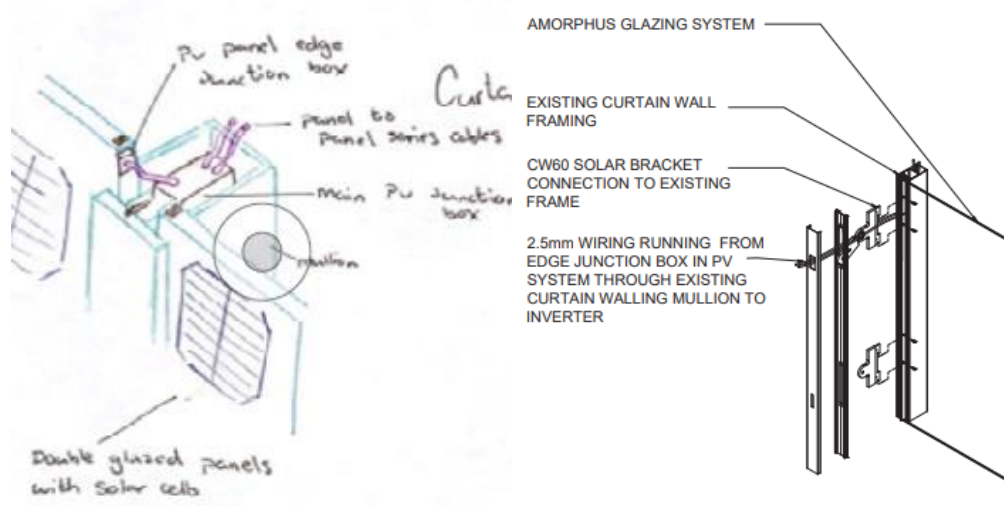 Pv panel edge
Junction box
Curta
panel to
panel series cables
main Pv Junction
box
mullion
Double glazed panels
with Solar cells
AMORPHUS GLAZING SYSTEM
EXISTING CURTAIN WALL
FRAMING
CW60 SOLAR BRACKET
CONNECTION TO EXISTING
FRAME
2.5mm WIRING RUNNING FROM
EDGE JUNCTION BOX IN PV
SYSTEM THROUGH EXISTING
CURTAIN WALLING MULLION TO
INVERTER